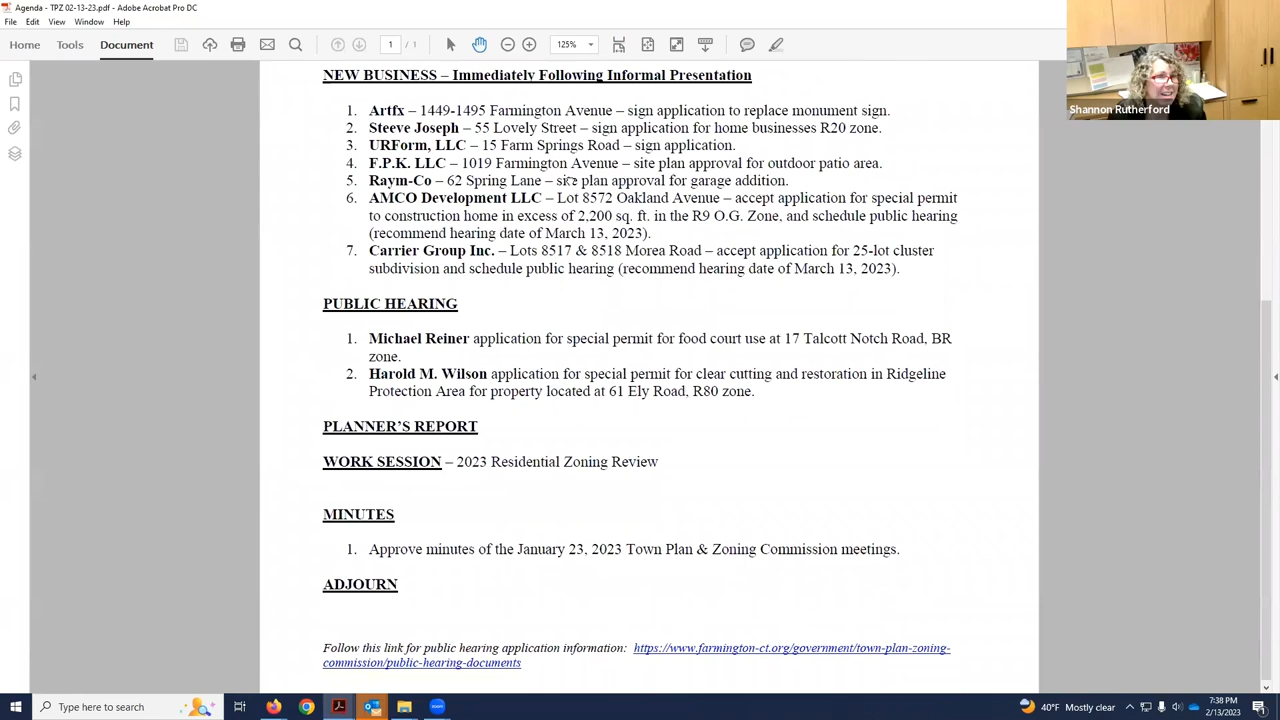 Agenda - TPZ 02-13-23.pdf - Adobe Acrobat Pro DC
File Edit View Window Help
Home Tools Document 1 / 1 125%
Shannon Rutherford
NEW BUSINESS – Immediately Following Informal Presentation
1. Artfx – 1449-1495 Farmington Avenue – sign application to replace monument sign.
2. Steeve Joseph – 55 Lovely Street – sign application for home businesses R20 zone.
3. URForm, LLC – 15 Farm Springs Road – sign application.
4. F.P.K. LLC – 1019 Farmington Avenue – site plan approval for outdoor patio area.
5. Raym-Co – 62 Spring Lane – site plan approval for garage addition.
6. AMCO Development LLC – Lot 8572 Oakland Avenue – accept application for special permit
to construction home in excess of 2,200 sq. ft. in the R9 O.G. Zone, and schedule public hearing
(recommend hearing date of March 13, 2023).
7. Carrier Group Inc. – Lots 8517 & 8518 Morea Road – accept application for 25-lot cluster
subdivision and schedule public hearing (recommend hearing date of March 13, 2023).
PUBLIC HEARING
1. Michael Reiner application for special permit for food court use at 17 Talcott Notch Road, BR
zone.
2. Harold M. Wilson application for special permit for clear cutting and restoration in Ridgeline
Protection Area for property located at 61 Ely Road, R80 zone.
PLANNER'S REPORT
WORK SESSION – 2023 Residential Zoning Review
MINUTES
1. Approve minutes of the January 23, 2023 Town Plan & Zoning Commission meetings.
ADJOURN
Follow this link for public hearing application information: https://www.farmington-ct.org/government/town-plan-zoning-
commission/public-hearing-documents
Type here to search
40°F Mostly clear
7:38 PM
2/13/2023